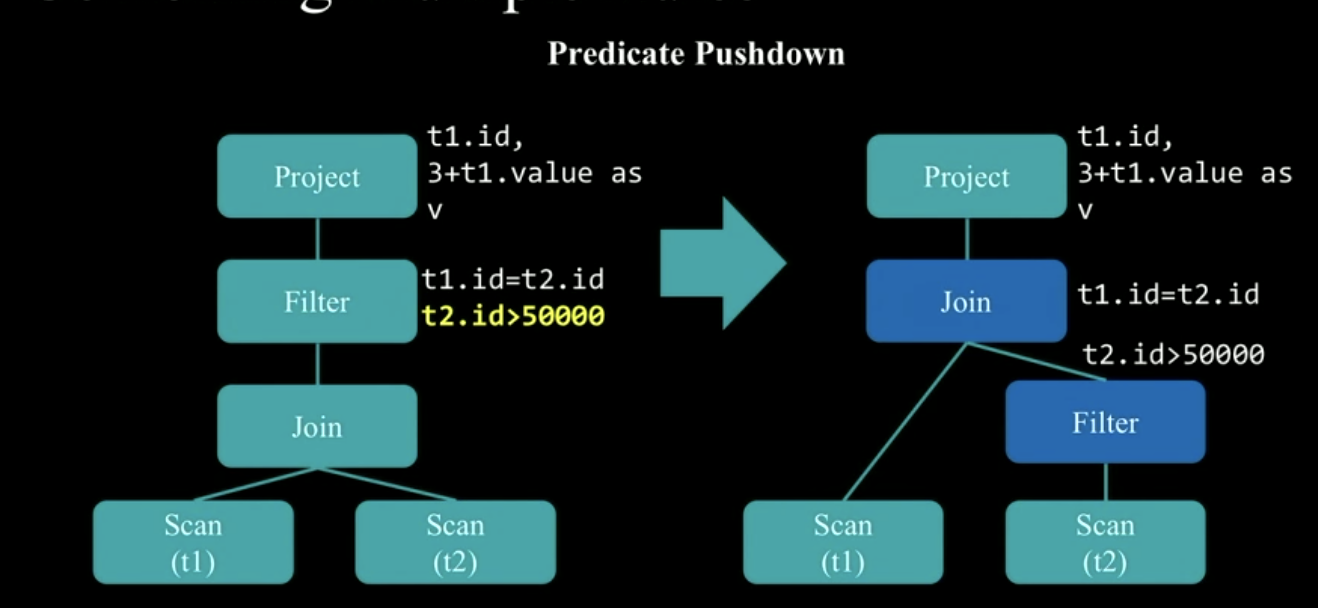 Predicate Pushdown
Project
t1.id,
3+t1.value as
v
Filter
t1.id=t2.id
t2.id>50000
Join
Scan
(t1)
Scan
(t2)
Project
t1.id,
3+t1.value as
v
Join
t1.id=t2.id
t2.id>50000
Filter
Scan
(t1)
Scan
(t2)